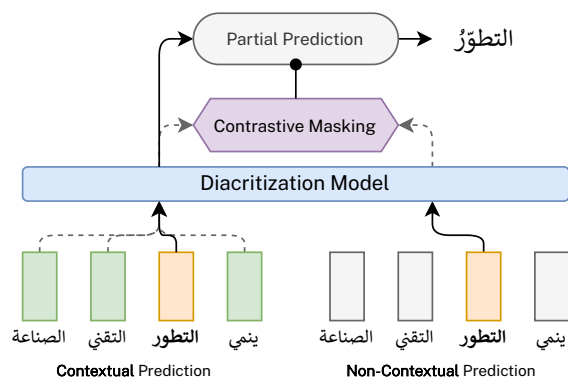 Partial Prediction
التطوّرُ
Contrastive Masking
Diacritization Model
ينمي التطور التقني الصناعة
ينمي التطور التقني الصناعة
Contextual Prediction
Non-Contextual Prediction